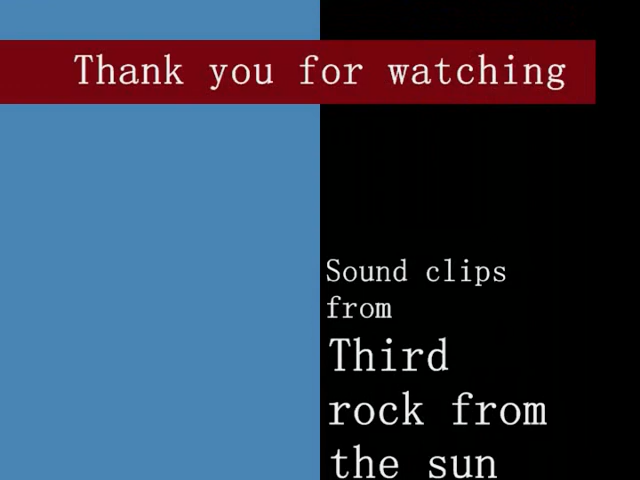 Thank you for watching
Sound clips
from
Third
rock from
the sun